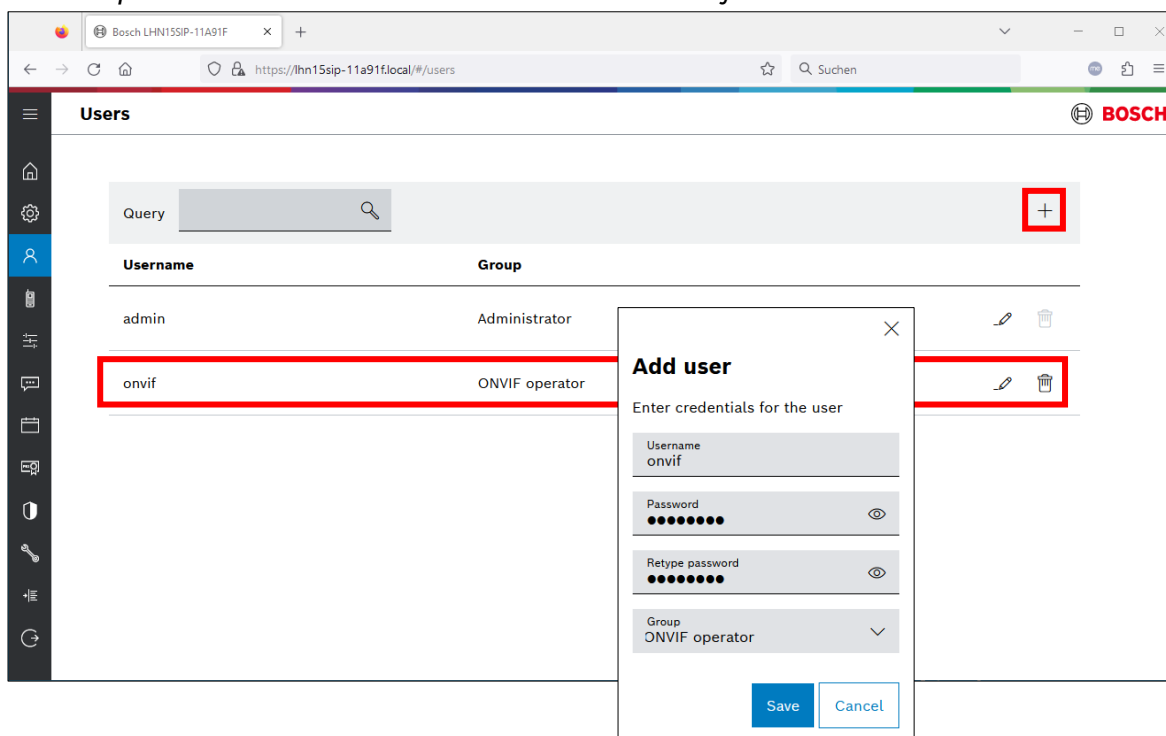 Bosch LHN15SIP-11A91F
https://lhn15sip-11a91f.local/#/users
Suchen
Users
BOSCH
Query
Username Group
admin Administrator
onvif ONVIF operator
Add user
Enter credentials for the user
Username
onvif
Password
●●●●●●●●
Retype password
●●●●●●●●
Group
ONVIF operator
Save Cancel